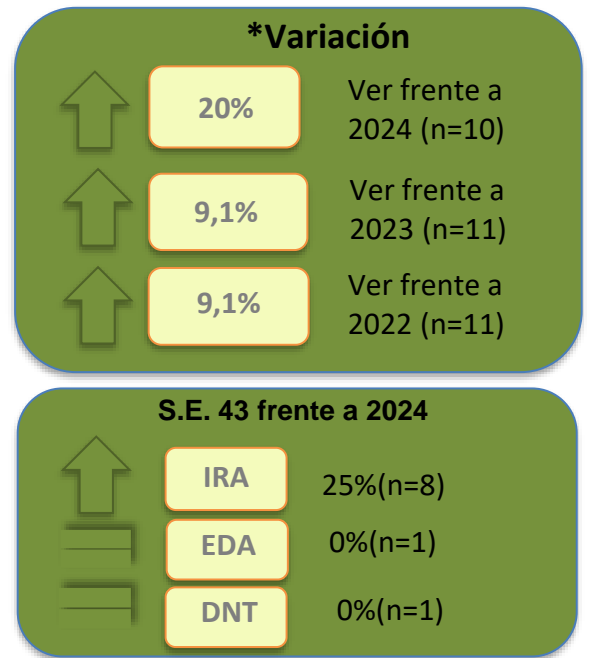 *Variación
20%
Ver frente a
2024 (n=10)
9,1%
Ver frente a
2023 (n=11)
9,1%
Ver frente a
2022 (n=11)
S.E. 43 frente a 2024
IRA
25%(n=8)
EDA
0%(n=1)
DNT
0%(n=1)